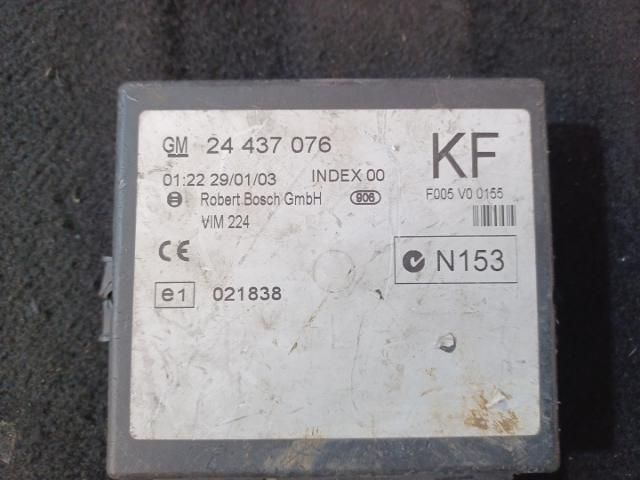 GM 24 437 076
KF
01:22 29/01/03 INDEX 00
F005 V0 0155
Robert Bosch GmbH 906
VIM 224
CE
N153
e1 021838